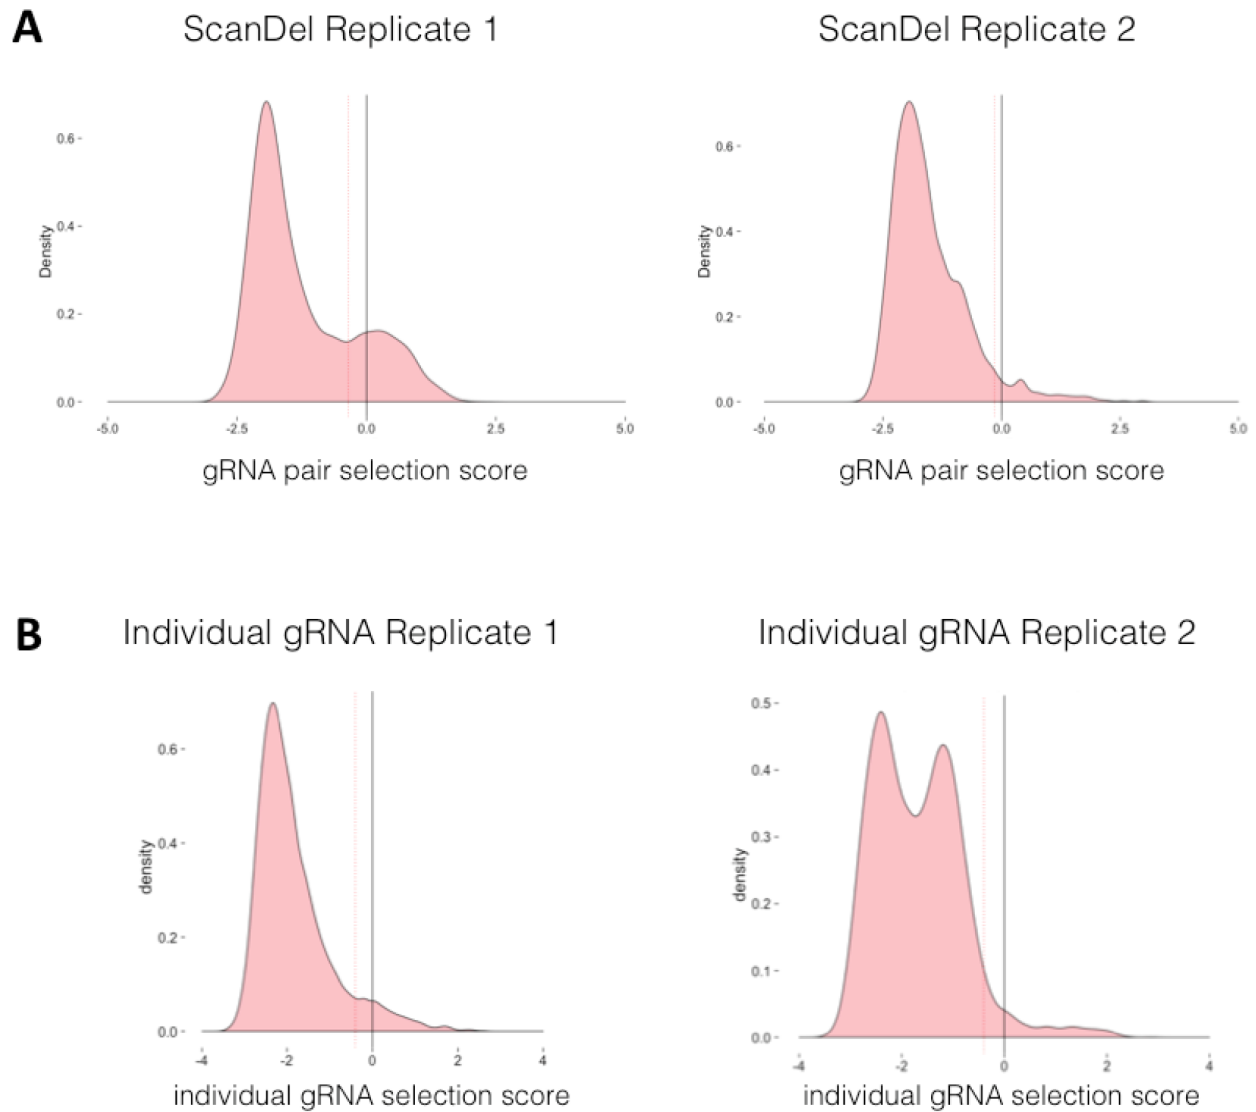 A
ScanDel Replicate 1
ScanDel Replicate 2
Density
0.6
0.4
0.2
0.0
-5.0 -2.5 0.0 2.5 5.0
gRNA pair selection score
Density
0.6
0.4
0.2
0.0
-5.0 -2.5 0.0 2.5 5.0
gRNA pair selection score
B
Individual gRNA Replicate 1
Individual gRNA Replicate 2
density
0.6
0.4
0.2
0.0
-4 -2 0 2 4
individual gRNA selection score
density
0.5
0.4
0.3
0.2
0.1
0.0
-4 -2 0 2 4
individual gRNA selection score